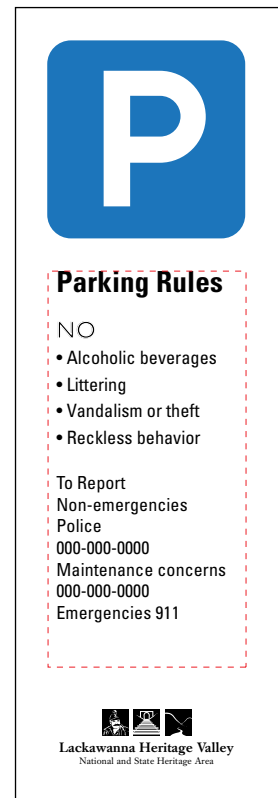 P
Parking Rules
NO
• Alcoholic beverages
• Littering
• Vandalism or theft
• Reckless behavior
To Report
Non-emergencies
Police
000-000-0000
Maintenance concerns
000-000-0000
Emergencies 911
Lackawanna Heritage Valley
National and State Heritage Area